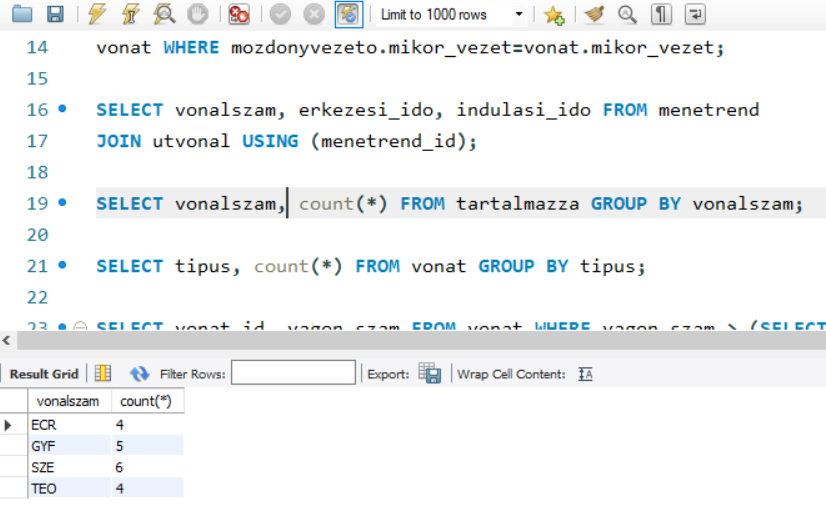 Limit to 1000 rows
14 vonat WHERE mozdonyvezeto.mikor_vezet=vonat.mikor_vezet;
15
16 SELECT vonalszam, erkezesi_ido, indulasi_ido FROM menetrend
17 JOIN utvonal USING (menetrend_id);
18
19 SELECT vonalszam, count(*) FROM tartalmazza GROUP BY vonalszam;
20
21 SELECT tipus, count(*) FROM vonat GROUP BY tipus;
22
23 SELECT vonat_id, vagon_szam FROM vonat WHERE vagon_szam > (SELECT
Result Grid Filter Rows: Export: Wrap Cell Content: IA
vonalszam count(*)
ECR 4
GYF 5
SZE 6
TEO 4